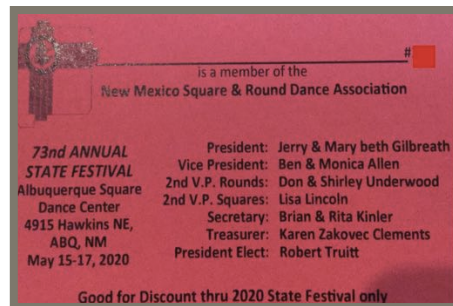 #
is a member of the
New Mexico Square & Round Dance Association
73nd ANNUAL
STATE FESTIVAL
Albuquerque Square
Dance Center
4915 Hawkins NE,
ABQ, NM
May 15-17, 2020
President: Jerry & Mary beth Gilbreath
Vice President: Ben & Monica Allen
2nd V.P. Rounds: Don & Shirley Underwood
2nd V.P. Squares: Lisa Lincoln
Secretary: Brian & Rita Kinler
Treasurer: Karen Zakovec Clements
President Elect: Robert Truitt
Good for Discount thru 2020 State Festival only